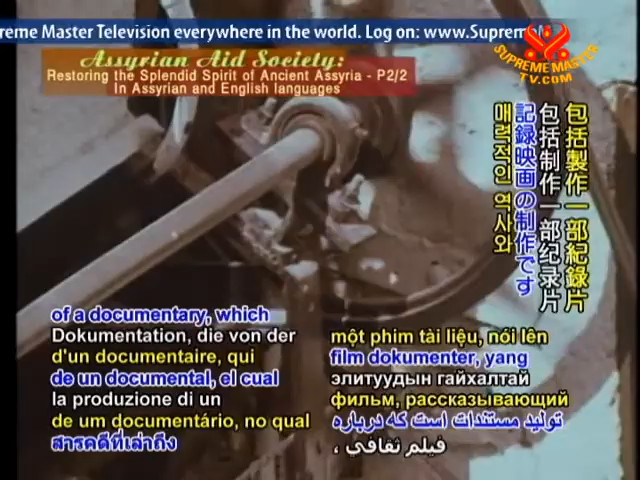 reme Master Television everywhere in the world. Log on: www.Suprem
SUPREME MASTER
TV.COM
Assyrian Aid Society:
Restoring the Splendid Spirit of Ancient Assyria - P2/2
In Assyrian and English languages
包括製作一部紀錄片
包括制作一部纪录片
記録映画の制作です
매력적인 역사와
of a documentary, which
Dokumentation, die von der
d'un documentaire, qui
de un documental, el cual
la produzione di un
de um documentário, no qual
สารคดีที่เล่าถึง
một phim tài liệu, nói lên
film dokumenter, yang
элитуудын гайхалтай
фильм, рассказывающий
تولید مستندات است که درباره
فيلم ثقافي ،